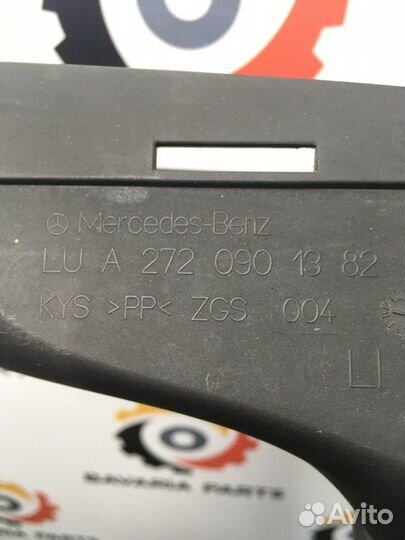 Mercedes-Benz
LU A 272 090 13 82
KYS >PP< ZGS 004
BAVARIA PARTS
Avito